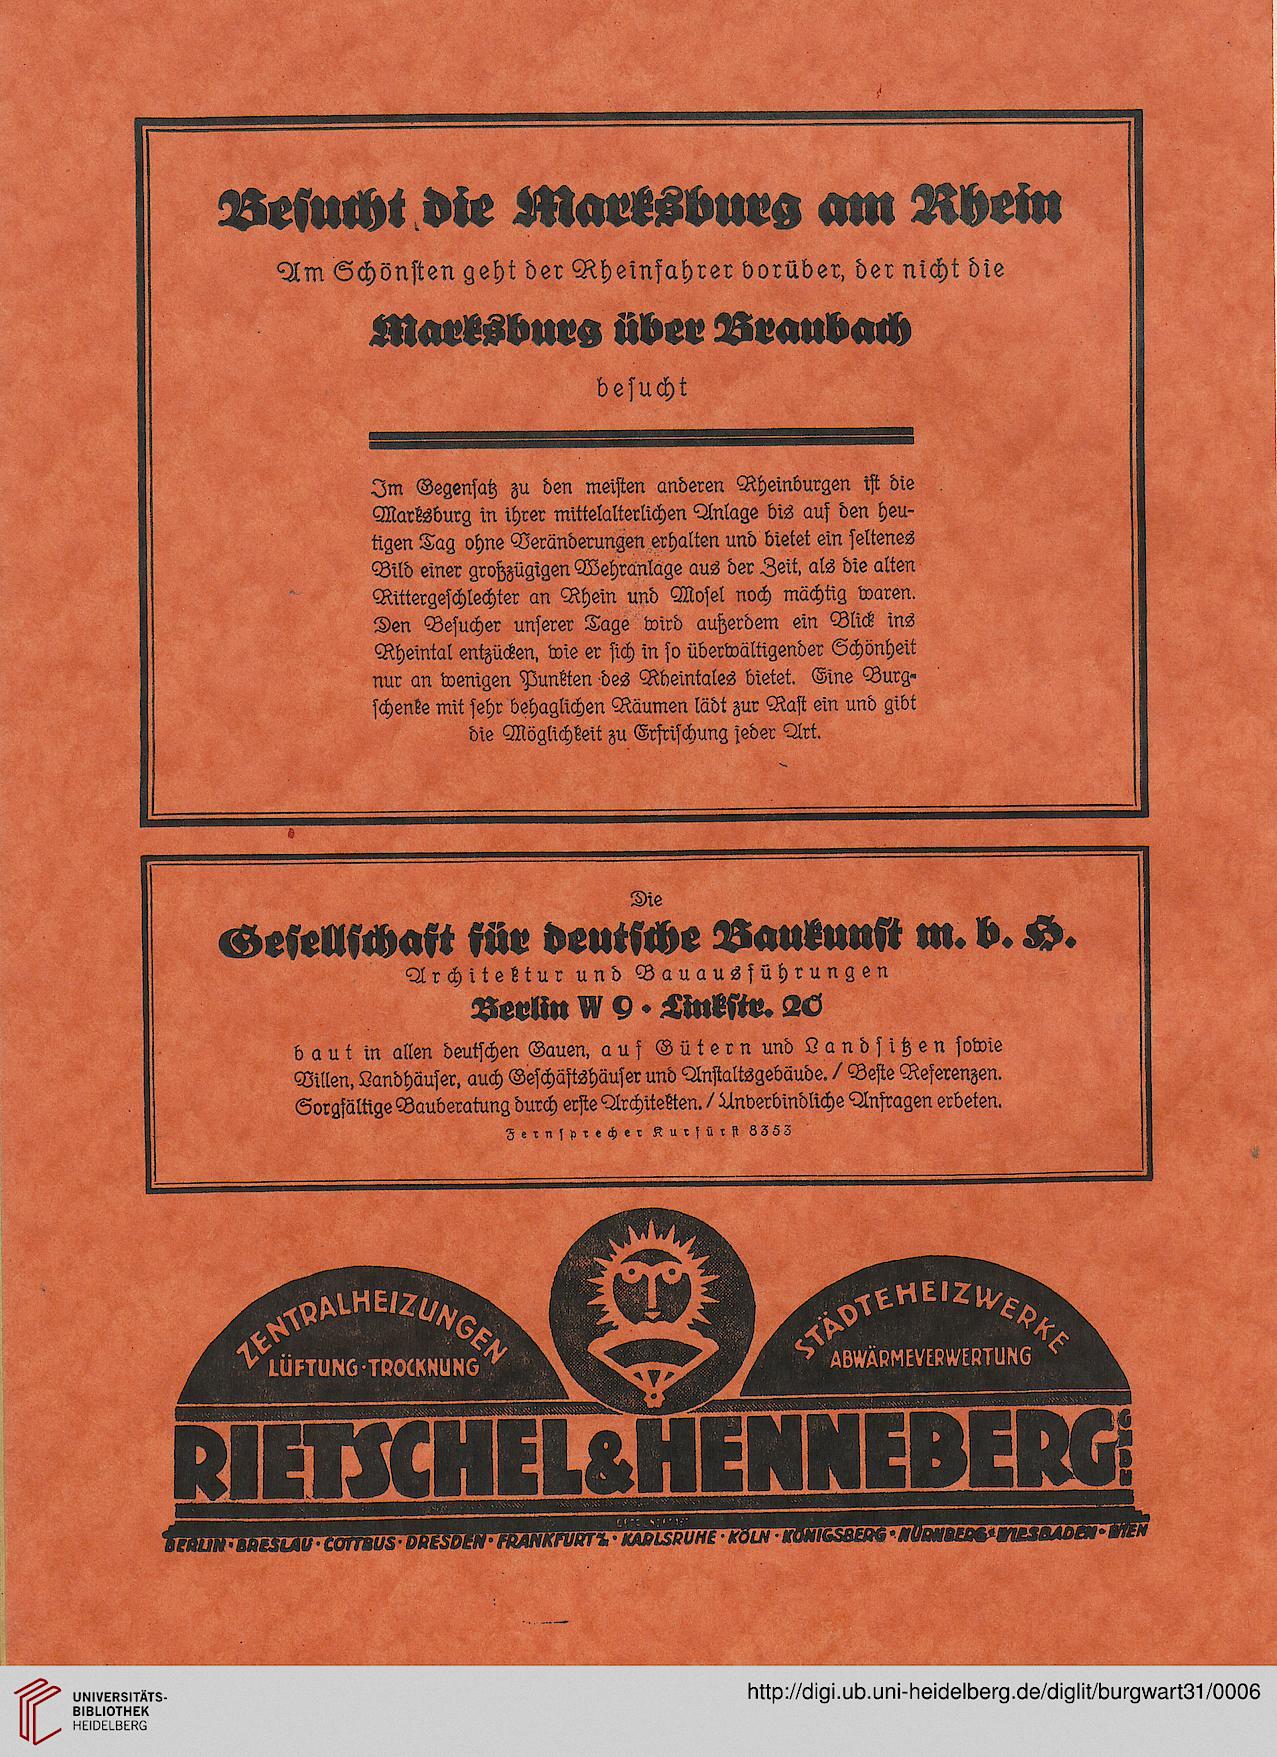 Besucht die Marksburg am Rhein
Am Schönsten geht der Rheinfahrer vorüber, der nicht die
Marksburg über Braubach
besucht
Im Gegensatz zu den meisten anderen Rheinburgen ist die
Marksburg in ihrer mittelalterlichen Anlage bis auf den heu-
tigen Tag ohne Veränderungen erhalten und bietet ein seltenes
Bild einer großzügigen Wehranlage aus der Zeit, als die alten
Rittergeschlechter an Rhein und Mosel noch mächtig waren.
Den Besucher unserer Tage wird außerdem ein Blick ins
Rheintal entzücken, wie er sich in so überwältigender Schönheit
nur an wenigen Punkten des Rheintales bietet. Eine Burg-
schenke mit sehr behaglichen Räumen lädt zur Rast ein und gibt
die Möglichkeit zu Erfrischung jeder Art.
Die
Gesellschaft für deutsche Baukunst m. b. H.
Architektur und Bauausführungen
Berlin W 9 • Linkstr. 26
baut in allen deutschen Gauen, auf Gütern und Landsitzen sowie
Villen, Landhäuser, auch Geschäftshäuser und Anstaltsgebäude. / Beste Referenzen.
Sorgfältige Bauberatung durch erste Architekten. / Unverbindliche Anfragen erbeten.
Fernsprecher Kurfürst 8353
ZENTRALHEIZUNGEN
LÜFTUNG · TROCKNUNG
STÄDTEHEIZWERKE
ABWÄRMEVERWERTUNG
RIETSCHEL & HENNEBERG GMBH
BERLIN · BRESLAU · COTTBUS · DRESDEN · FRANKFURT a/M. · KARLSRUHE · KÖLN · KÖNIGSBERG · NÜRNBERG · WIESBADEN · WIEN
UNIVERSITÄTS-
BIBLIOTHEK
HEIDELBERG
http://digi.ub.uni-heidelberg.de/diglit/burgwart31/0006